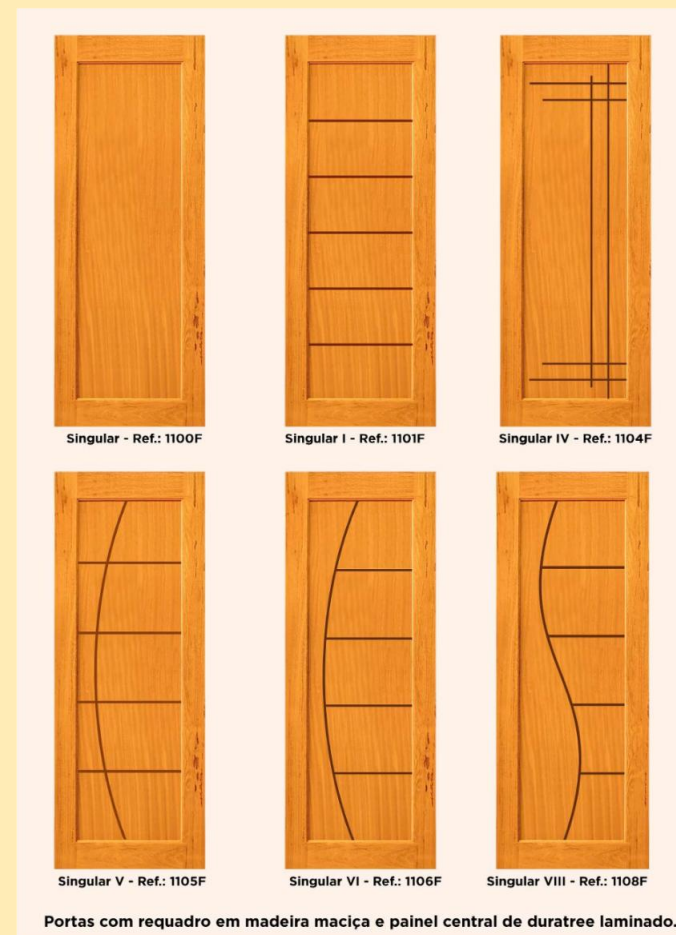 Singular - Ref.: 1100F
Singular I - Ref.: 1101F
Singular IV - Ref.: 1104F
Singular V - Ref.: 1105F
Singular VI - Ref.: 1106F
Singular VIII - Ref.: 1108F
Portas com requadro em madeira maciça e painel central de duratree laminado.